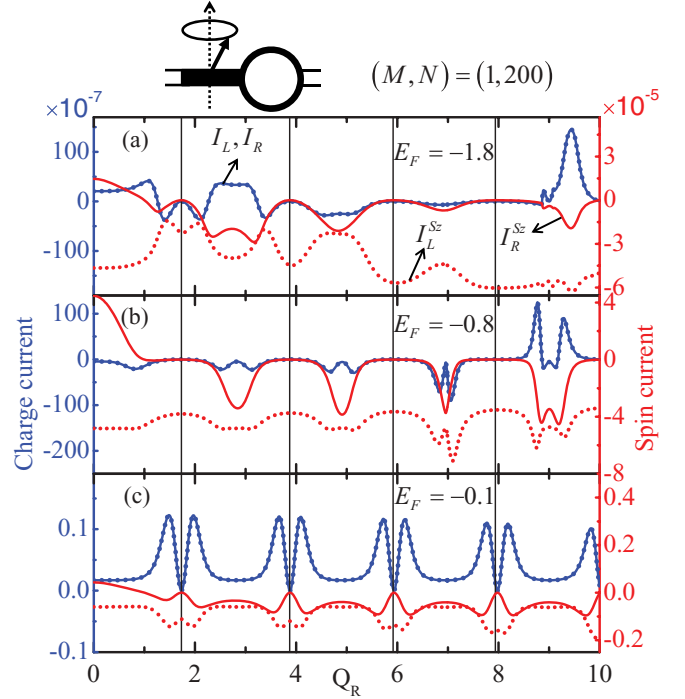 (M,N)=(1,200)
×10⁻⁷
×10⁻⁵
(a)
I_L, I_R
E_F = −1.8
I_L^{Sz}
I_R^{Sz}
100
0
-100
3
0
-3
-6
(b)
E_F = −0.8
100
0
-100
-200
4
0
-4
-8
Charge current
Spin current
(c)
E_F = −0.1
0.1
0.0
-0.1
0.4
0.2
0.0
-0.2
0 2 4 6 8 10
Q_R